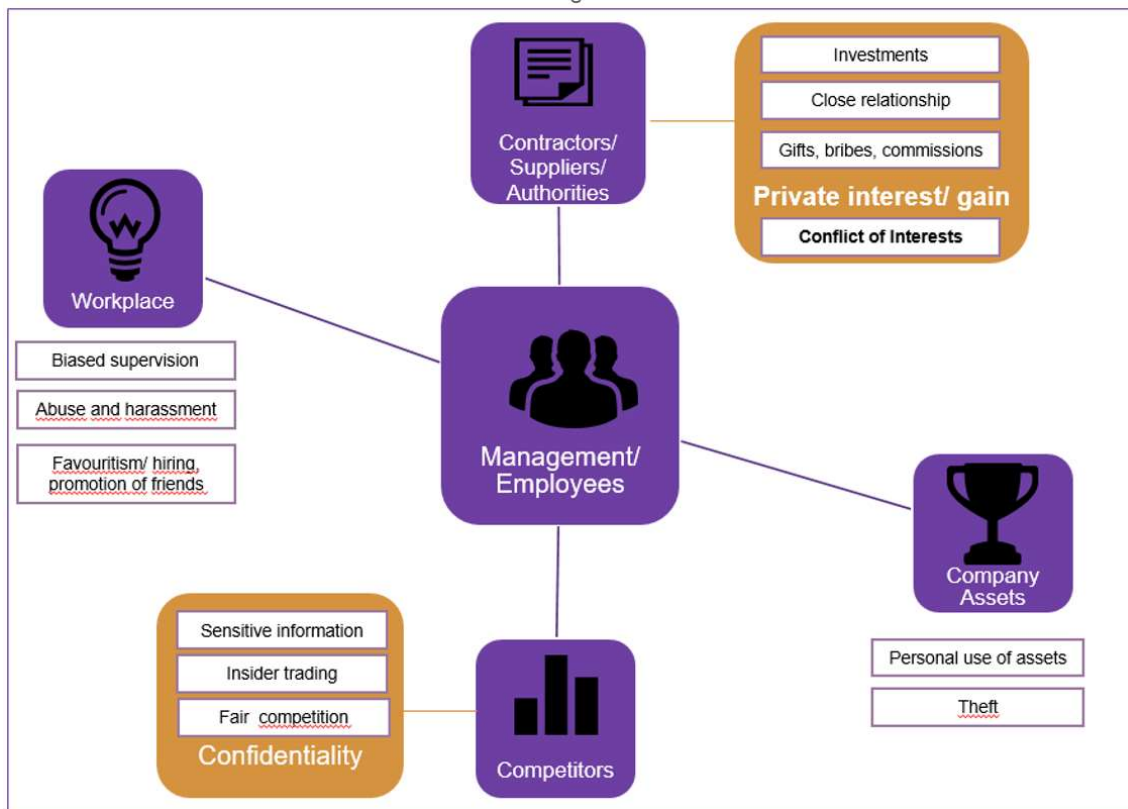 Investments
Close relationship
Gifts, bribes, commissions
Private interest/ gain
Conflict of Interests
Contractors/
Suppliers/
Authorities
Workplace
Biased supervision
Abuse and harassment
Favouritism/ hiring,
promotion of friends
Management/
Employees
Company
Assets
Personal use of assets
Theft
Sensitive information
Insider trading
Fair competition
Confidentiality
Competitors